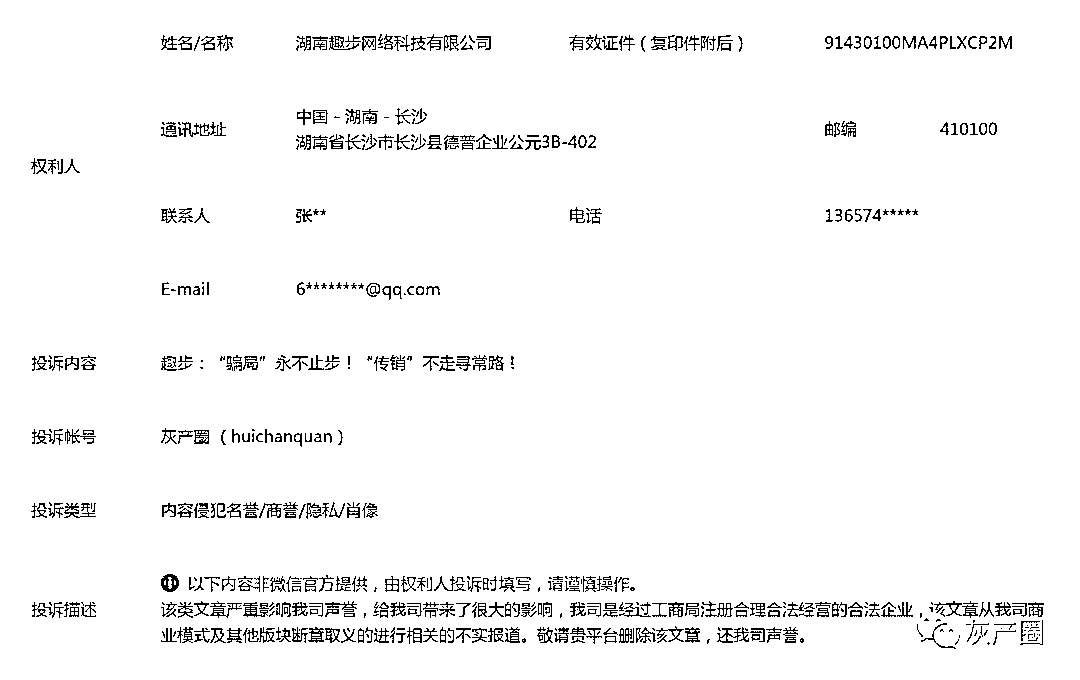 姓名/名称 湖南趣步网络科技有限公司 有效证件（复印件附后） 91430100MA4PLXCP2M
通讯地址 中国 - 湖南 - 长沙
湖南省长沙市长沙县德普企业公元3B-402 邮编 410100
权利人
联系人 张** 电话 136574*****
E-mail 6********@qq.com
投诉内容 趣步：“骗局”永不止步！“传销”不走寻常路！
投诉帐号 灰产圈（huichanquan）
投诉类型 内容侵犯名誉/商誉/隐私/肖像
以下内容非微信官方提供，由权利人投诉时填写，请谨慎操作。
投诉描述 该类文章严重影响我司声誉，给我司带来了很大的影响，我司是经过工商局注册合理合法经营的合法企业，该文章从我司商
业模式及其他版块断章取义的进行相关的不实报道。敬请贵平台删除该文章，还我司声誉。
灰产圈